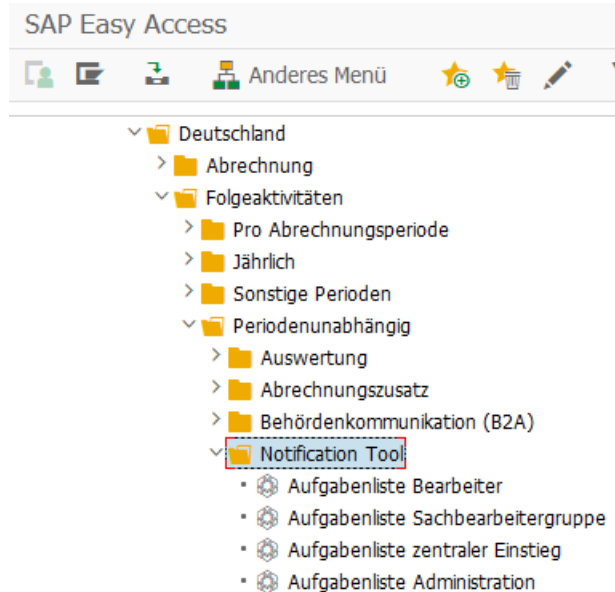 SAP Easy Access
Anderes Menü
Deutschland
Abrechnung
Folgeaktivitäten
Pro Abrechnungsperiode
Jährlich
Sonstige Perioden
Periodenunabhängig
Auswertung
Abrechnungszusatz
Behördenkommunikation (B2A)
Notification Tool
Aufgabenliste Bearbeiter
Aufgabenliste Sachbearbeitergruppe
Aufgabenliste zentraler Einstieg
Aufgabenliste Administration